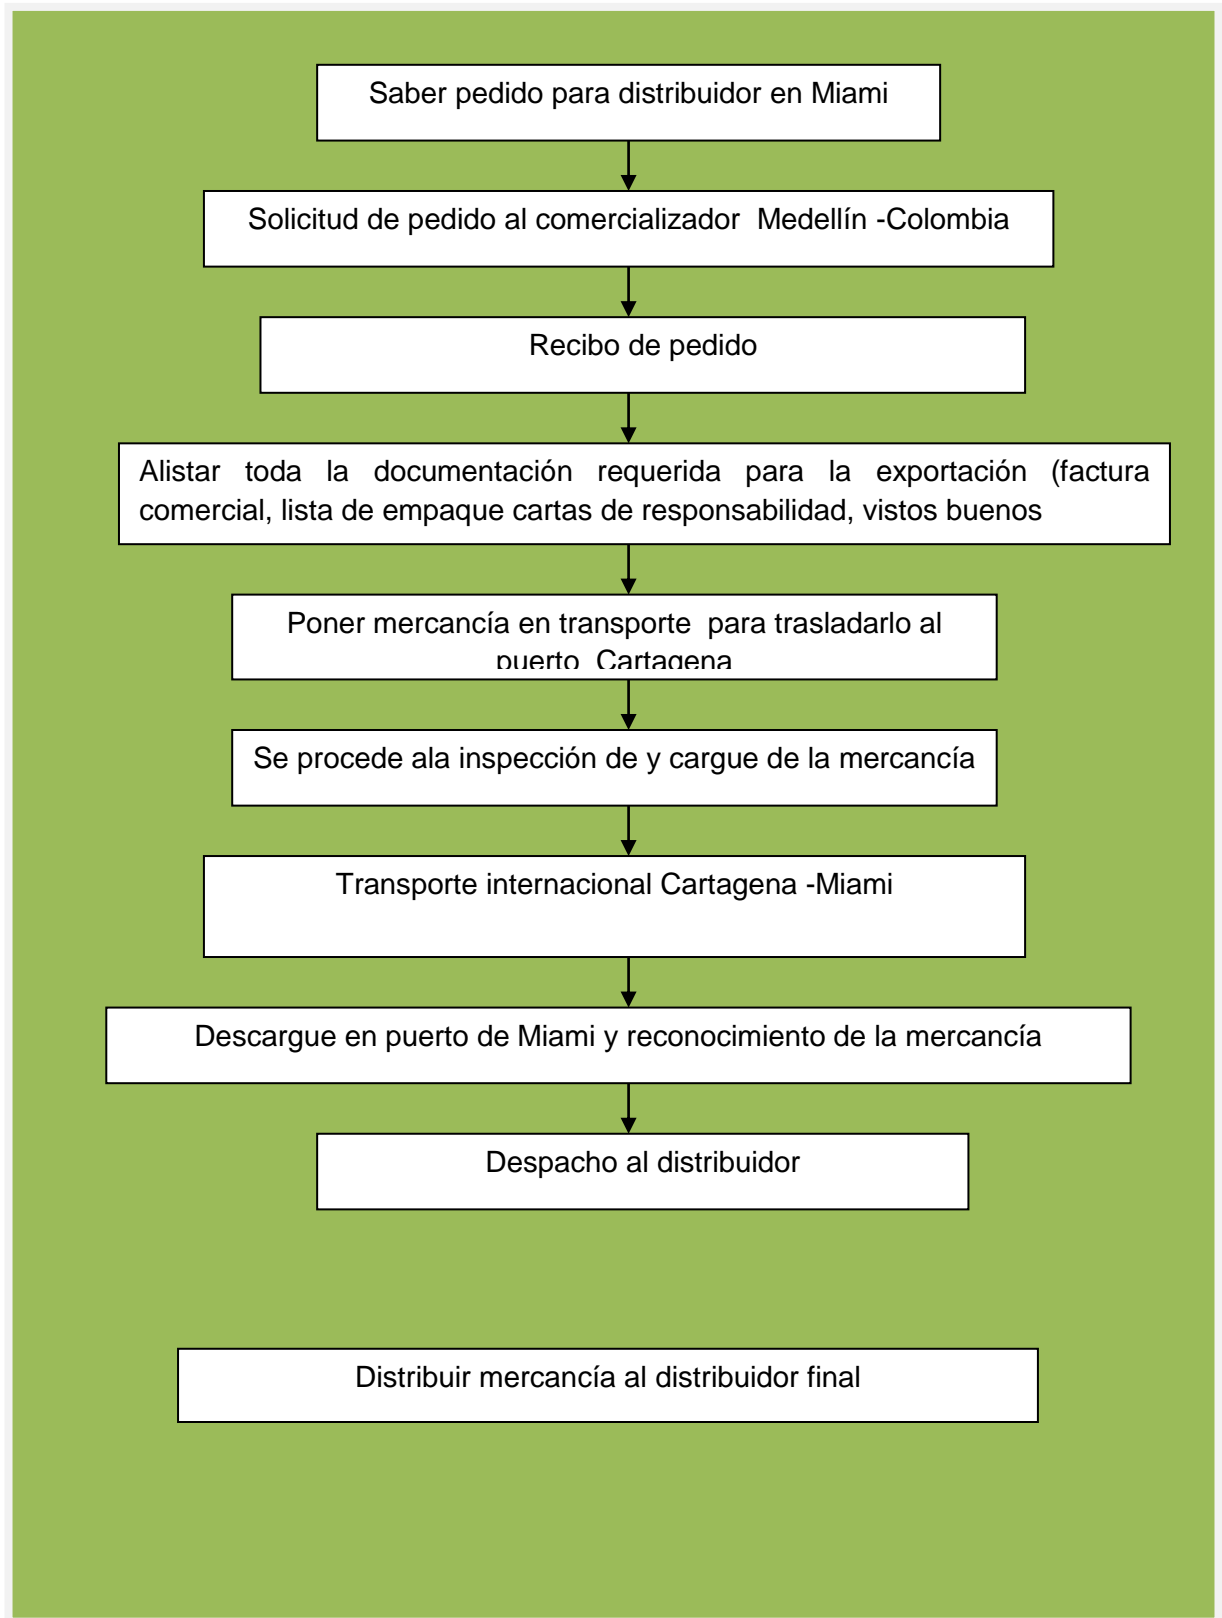 Saber pedido para distribuidor en Miami
Solicitud de pedido al comercializador  Medellín -Colombia
Recibo de pedido
Alistar toda la documentación requerida para la exportación (factura
comercial, lista de empaque cartas de responsabilidad, vistos buenos
Poner mercancía en transporte  para trasladarlo al
puerto  Cartagena
Se procede ala inspección de y cargue de la mercancía
Transporte internacional Cartagena -Miami
Descargue en puerto de Miami y reconocimiento de la mercancía
Despacho al distribuidor
Distribuir mercancía al distribuidor final